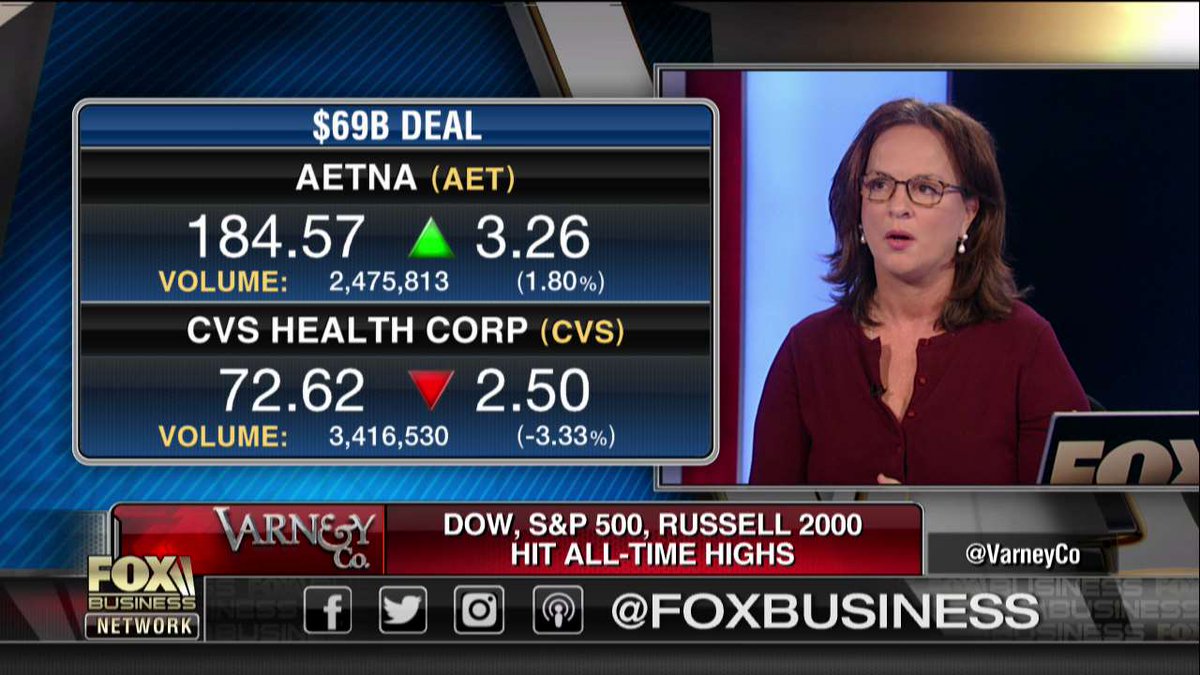 $69B DEAL
AETNA (AET)
184.57 ▲ 3.26
VOLUME: 2,475,813 (1.80%)
CVS HEALTH CORP (CVS)
72.62 ▼ 2.50
VOLUME: 3,416,530 (-3.33%)
FOX
VARNEY
& Co.
DOW, S&P 500, RUSSELL 2000
HIT ALL-TIME HIGHS
@VarneyCo
FOX
BUSINESS
NETWORK
@FOXBUSINESS